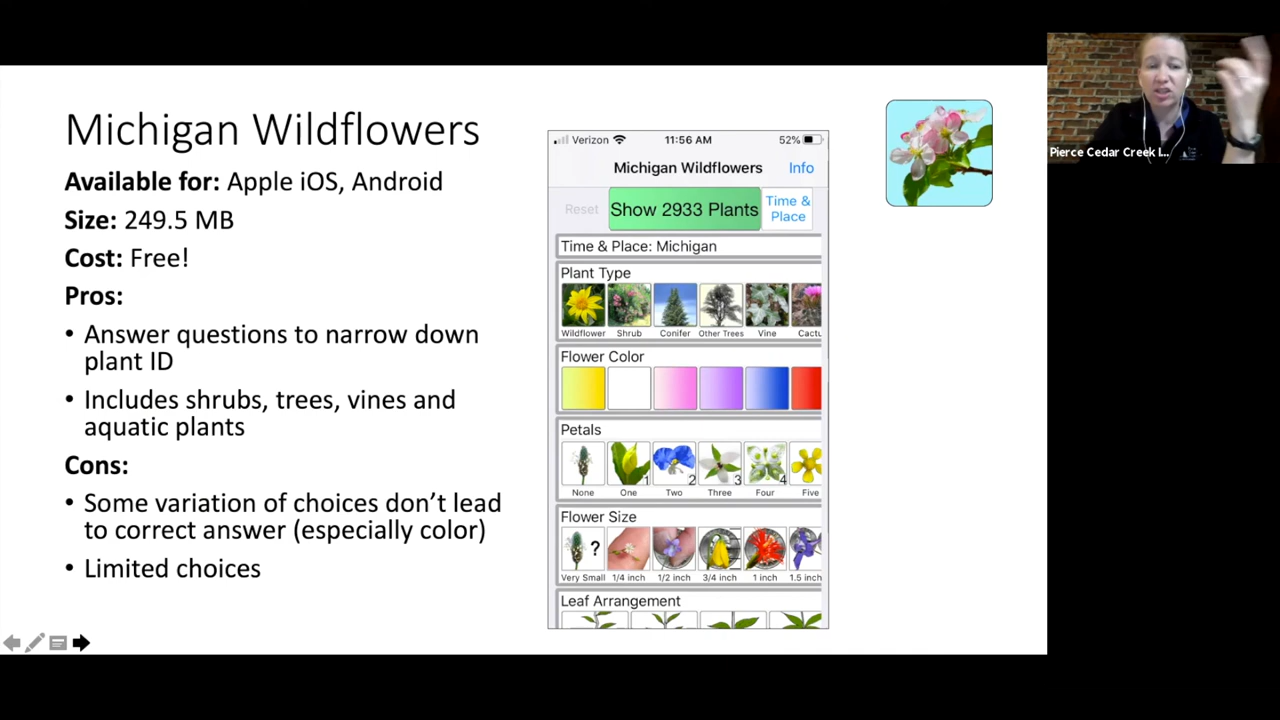 Michigan Wildflowers
Available for: Apple iOS, Android
Size: 249.5 MB
Cost: Free!
Pros:
• Answer questions to narrow down
plant ID
• Includes shrubs, trees, vines and
aquatic plants
Cons:
• Some variation of choices don’t lead
to correct answer (especially color)
• Limited choices
Verizon 11:56 AM 52%
Michigan Wildflowers Info
Reset Show 2933 Plants Time &
Place
Time & Place: Michigan
Plant Type
Wildflower Shrub Conifer Other Trees Vine Cactu
Flower Color
Petals
1 2 3 4
None One Two Three Four Five
Flower Size
?
Very Small 1/4 inch 1/2 inch 3/4 inch 1 inch 1.5 inch
Leaf Arrangement
Pierce Cedar Creek I...